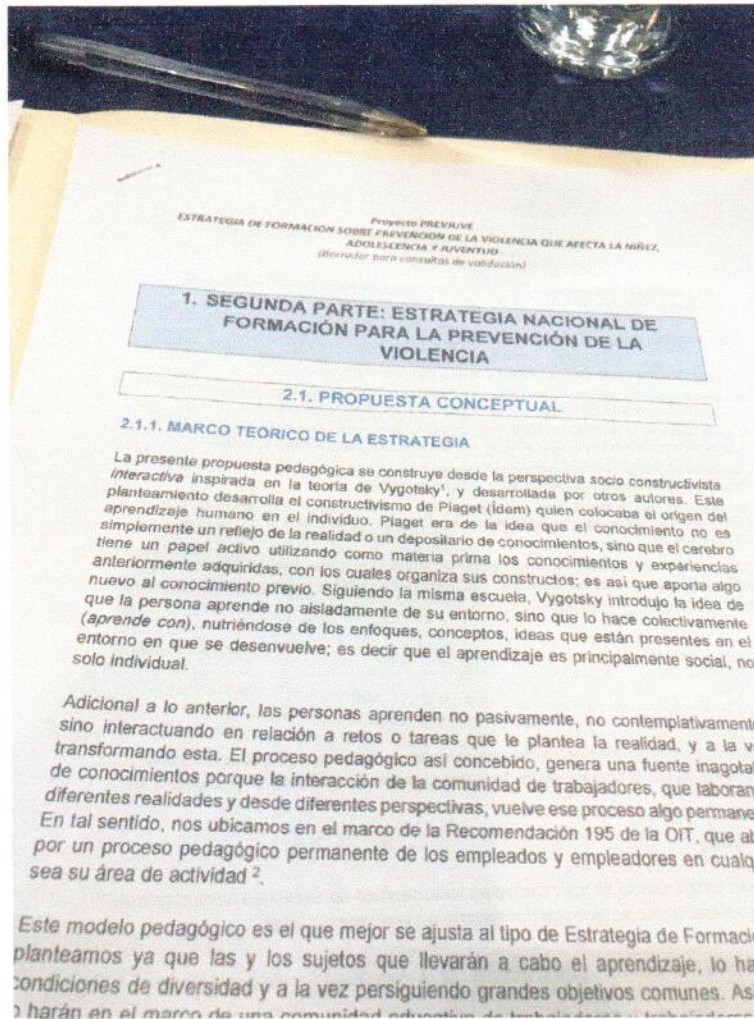 Proyecto PREVJUVE
ESTRATEGIA DE FORMACION SOBRE PREVENCIÓN DE LA VIOLENCIA QUE AFECTA LA NIÑEZ,
ADOLESCENCIA Y JUVENTUD
(Borrador para consultas de validación)
1. SEGUNDA PARTE: ESTRATEGIA NACIONAL DE
FORMACIÓN PARA LA PREVENCIÓN DE LA
VIOLENCIA
2.1. PROPUESTA CONCEPTUAL
2.1.1. MARCO TEÓRICO DE LA ESTRATEGIA
La presente propuesta pedagógica se construye desde la perspectiva socio constructivista
interactiva inspirada en la teoría de Vygotsky¹, y desarrollada por otros autores. Este
planteamiento desarrolla el constructivismo de Piaget (Ídem) quien colocaba el origen del
aprendizaje humano en el individuo. Piaget era de la idea que el conocimiento no es
simplemente un reflejo de la realidad o un depositario de conocimientos, sino que el cerebro
tiene un papel activo utilizando como materia prima los conocimientos y experiencias
anteriormente adquiridas, con los cuales organiza sus constructos; es así que aporta algo
nuevo al conocimiento previo. Siguiendo la misma escuela, Vygotsky introdujo la idea de
que la persona aprende no aisladamente de su entorno, sino que lo hace colectivamente
(aprende con), nutriéndose de los enfoques, conceptos, ideas que están presentes en el
entorno en que se desenvuelve; es decir que el aprendizaje es principalmente social, no
solo individual.
Adicional a lo anterior, las personas aprenden no pasivamente, no contemplativament
sino interactuando en relación a retos o tareas que le plantea la realidad, y a la v
transformando esta. El proceso pedagógico así concebido, genera una fuente inagotal
de conocimientos porque la interacción de la comunidad de trabajadores, que laboran
diferentes realidades y desde diferentes perspectivas, vuelve ese proceso algo permane
En tal sentido, nos ubicamos en el marco de la Recomendación 195 de la OIT, que ab
por un proceso pedagógico permanente de los empleados y empleadores en cualq
sea su área de actividad ².
Este modelo pedagógico es el que mejor se ajusta al tipo de Estrategia de Formació
planteamos ya que las y los sujetos que llevarán a cabo el aprendizaje, lo ha
condiciones de diversidad y a la vez persiguiendo grandes objetivos comunes. As
harán en el marco de una comunidad educativa de trabajadores y